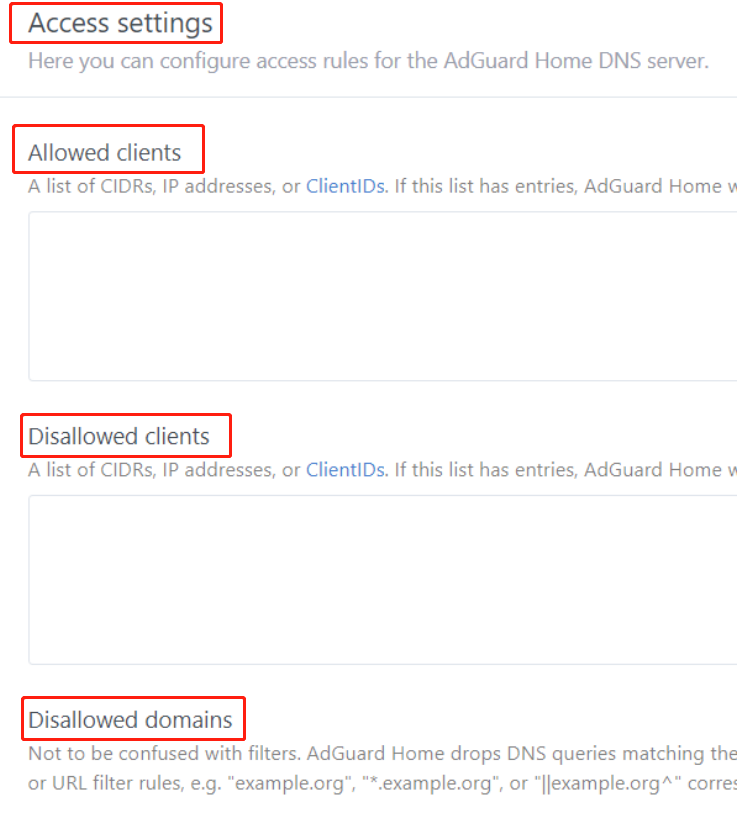 Access settings
Here you can configure access rules for the AdGuard Home DNS server.
Allowed clients
A list of CIDRs, IP addresses, or ClientIDs. If this list has entries, AdGuard Home
Disallowed clients
A list of CIDRs, IP addresses, or ClientIDs. If this list has entries, AdGuard Home
Disallowed domains
Not to be confused with filters. AdGuard Home drops DNS queries matching the
or URL filter rules, e.g. "example.org", "*.example.org", or "||example.org^"